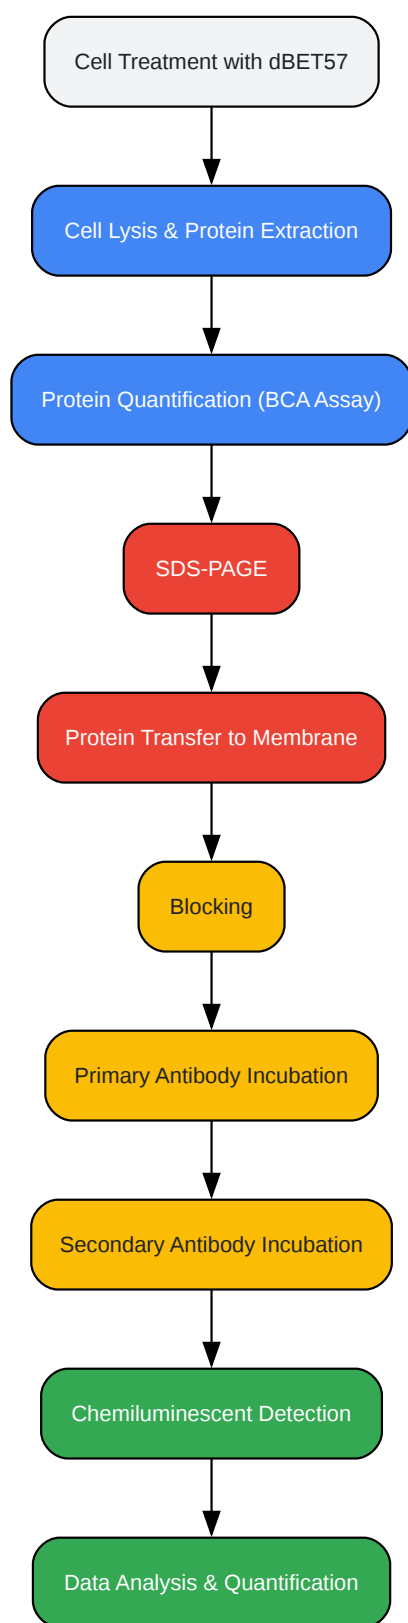 Cell Treatment with dBET57
Cell Lysis & Protein Extraction
Protein Quantification (BCA Assay)
SDS-PAGE
Protein Transfer to Membrane
Blocking
Primary Antibody Incubation
Secondary Antibody Incubation
Chemiluminescent Detection
Data Analysis & Quantification